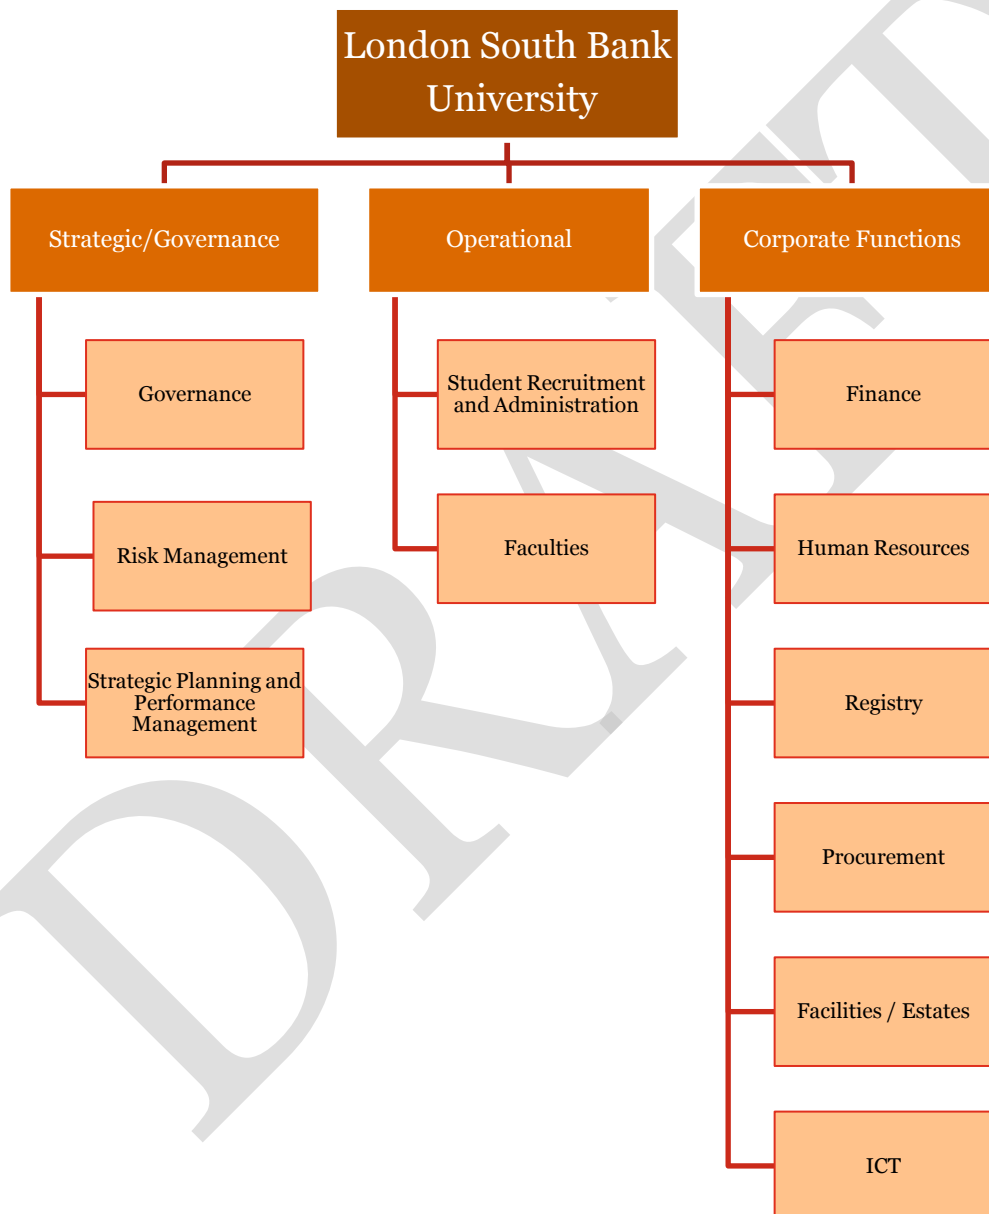 London South Bank
University
Strategic/Governance
Operational
Corporate Functions
Governance
Student Recruitment
and Administration
Finance
Risk Management
Faculties
Human Resources
Strategic Planning and
Performance
Management
Registry
Procurement
Facilities / Estates
ICT
DRAFT